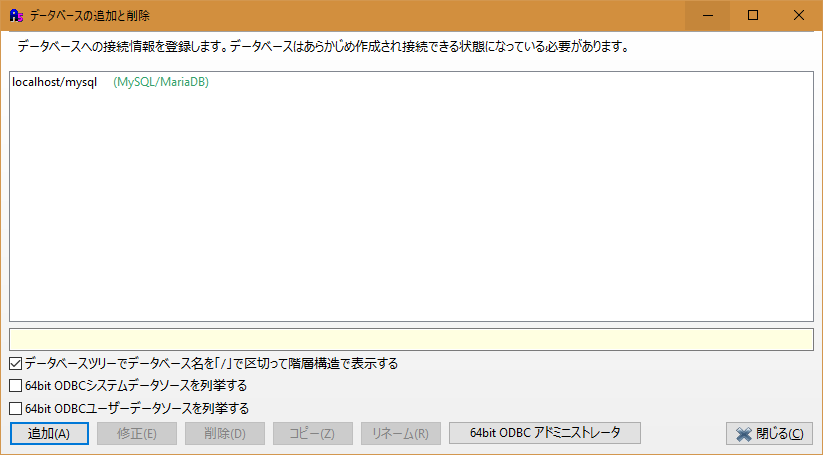 データベースの追加と削除
データベースへの接続情報を登録します。データベースはあらかじめ作成され接続できる状態になっている必要があります。
localhost/mysql (MySQL/MariaDB)
データベースツリーでデータベース名を「/」で区切って階層構造で表示する
64bit ODBCシステムデータソースを列挙する
64bit ODBCユーザーデータソースを列挙する
追加(A) 修正(E) 削除(D) コピー(Z) リネーム(R) 64bit ODBC アドミニストレータ 閉じる(C)